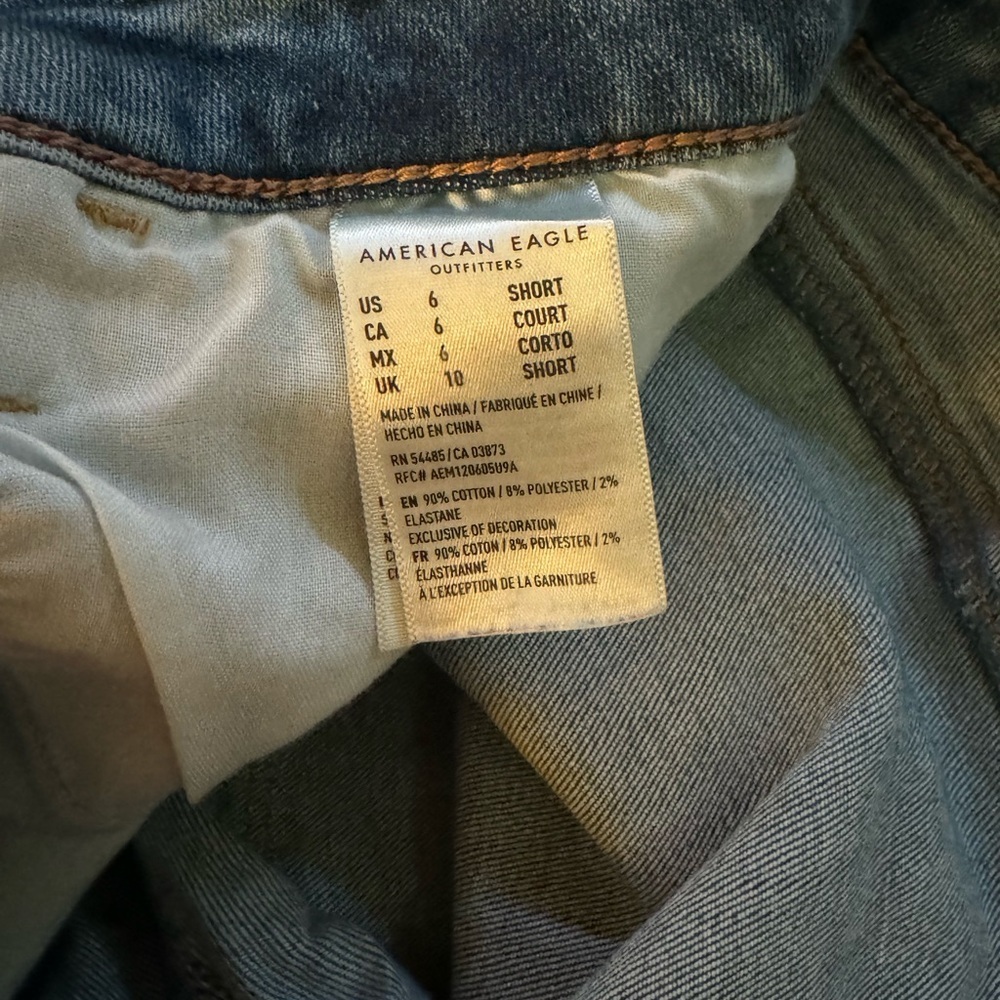 AMERICAN EAGLE
OUTFITTERS
US 6 SHORT
CA 6 COURT
MX 6 CORTO
UK 10 SHORT
MADE IN CHINA / FABRIQUÉ EN CHINE /
HECHO EN CHINA
RN 54485 / CA 03873
RFC# AEM120605U9A
EN 90% COTTON / 8% POLYESTER / 2%
ELASTANE
EXCLUSIVE OF DECORATION
FR 90% COTON / 8% POLYESTER / 2%
ÉLASTHANNE
À L'EXCEPTION DE LA GARNITURE